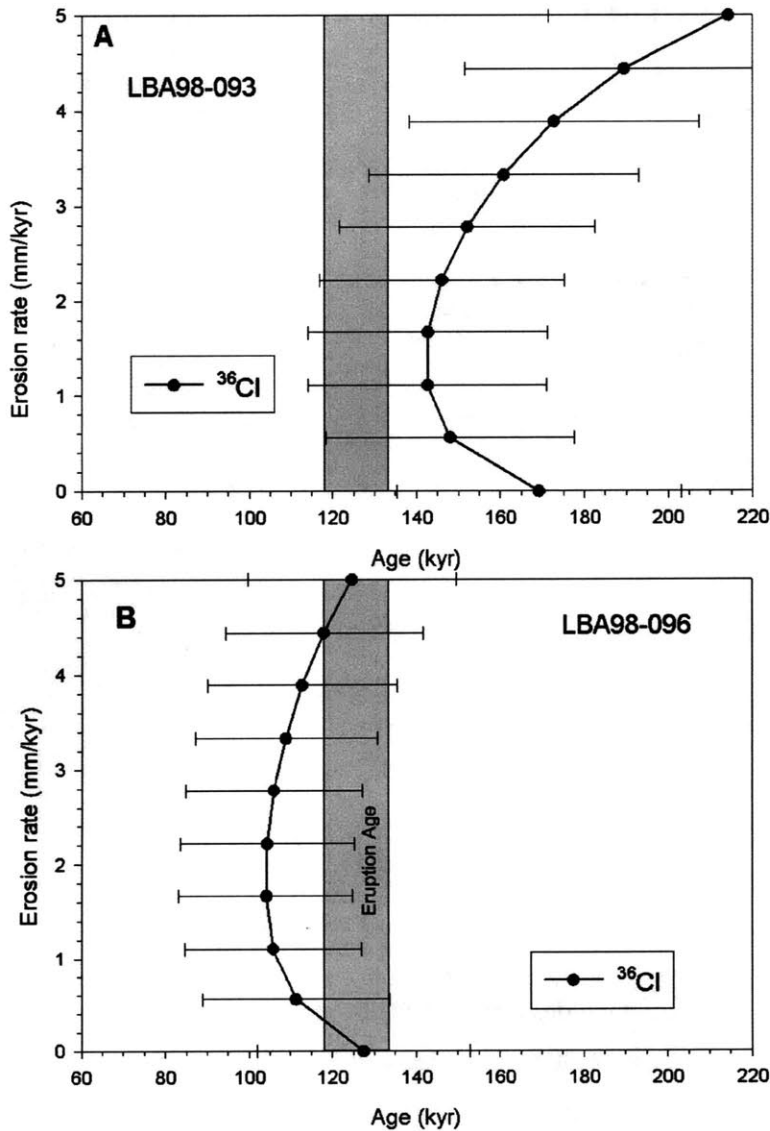 A
LBA98-093
Erosion rate (mm/kyr)
5
4
3
2
1
0
³⁶Cl
60 80 100 120 140 160 180 200 220
Age (kyr)
B
LBA98-096
Erosion rate (mm/kyr)
5
4
3
2
1
0
Eruption Age
³⁶Cl
60 80 100 120 140 160 180 200 220
Age (kyr)